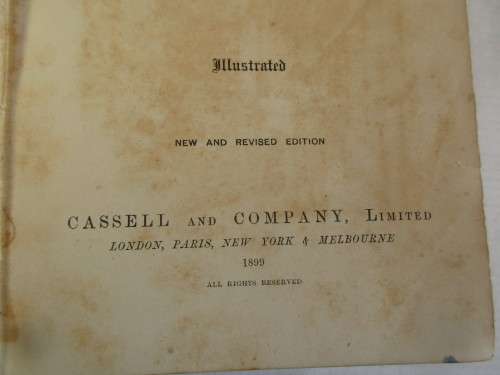 Illustrated
NEW AND REVISED EDITION
CASSELL AND COMPANY, LIMITED
LONDON, PARIS, NEW YORK & MELBOURNE
1899
ALL RIGHTS RESERVED